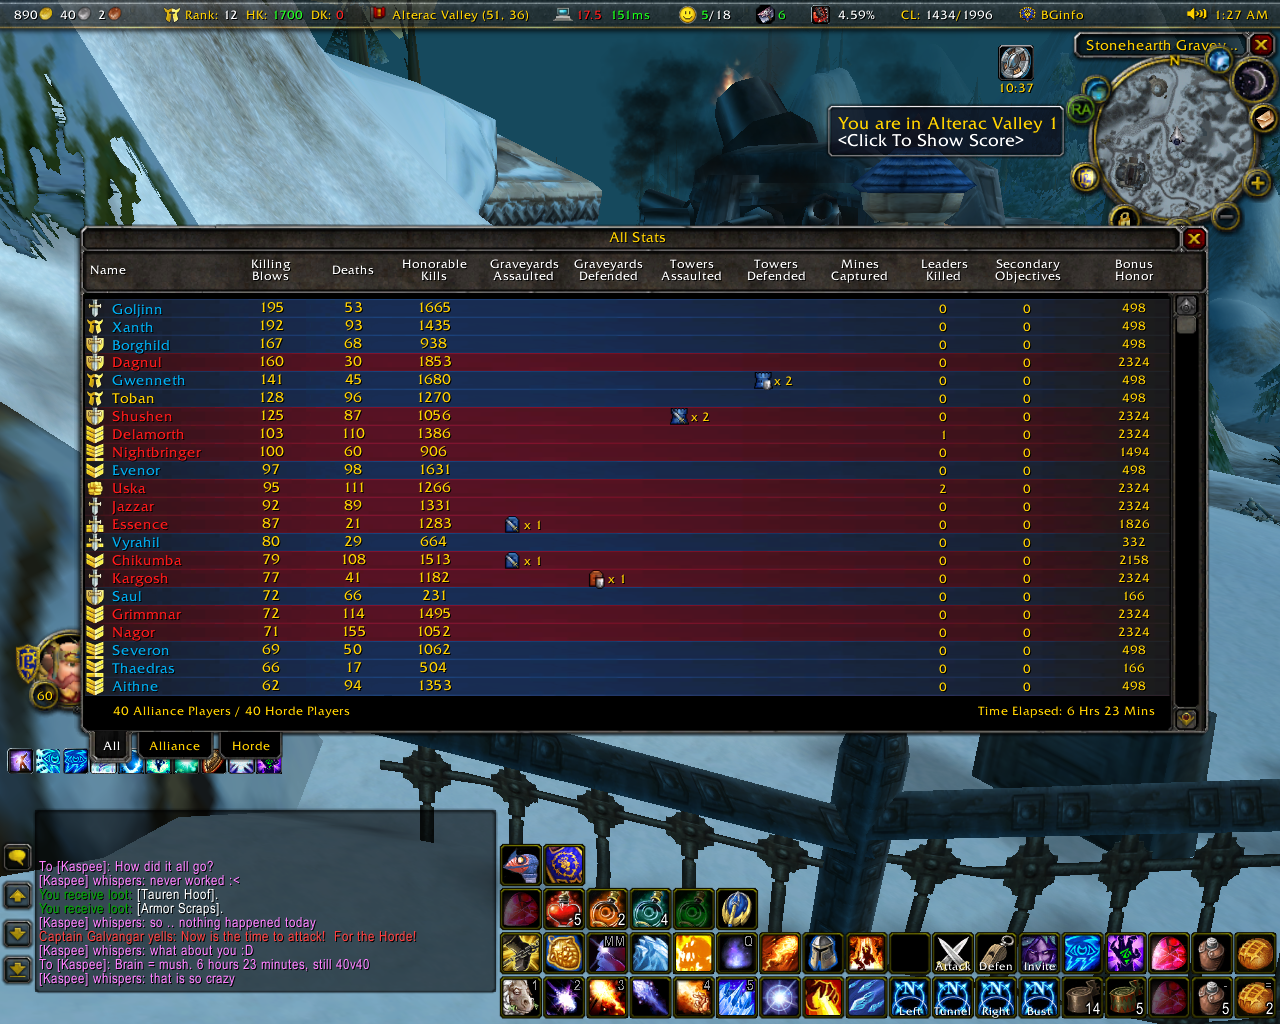 890 40 2 Rank: 12 HK: 1700 DK: 0 Alterac Valley (51, 36) 17.5 151ms 5/18 6 4.59% CL: 1434/1996 BGinfo 1:27 AM
Stonehearth Gravey...
N
10:37
RA
You are in Alterac Valley 1
<Click To Show Score>
All Stats
Name Killing Blows Deaths Honorable Kills Graveyards Assaulted Graveyards Defended Towers Assaulted Towers Defended Mines Captured Leaders Killed Secondary Objectives Bonus Honor
Goljinn 195 53 1665 0 0 498
Xanth 192 93 1435 0 0 498
Borghild 167 68 938 0 0 498
Dagnul 160 30 1853 0 0 2324
Gwenneth 141 45 1680 x 2 0 0 498
Toban 128 96 1270 0 0 498
Shushen 125 87 1056 x 2 0 0 2324
Delamorth 103 110 1386 1 0 2324
Nightbringer 100 60 906 0 0 1494
Evenor 97 98 1631 0 0 498
Uska 95 111 1266 2 0 2324
Jazzar 92 89 1331 0 0 2324
Essence 87 21 1283 x 1 0 0 1826
Vyrahil 80 29 664 0 0 332
Chikumba 79 108 1513 x 1 0 0 2158
Kargosh 77 41 1182 x 1 0 0 2324
Saul 72 66 231 0 0 166
Grimmnar 72 114 1495 0 0 2324
Nagor 71 155 1052 0 0 2324
Severon 69 50 1062 0 0 498
Thaedras 66 17 504 0 0 166
Aithne 62 94 1353 0 0 498
60
40 Alliance Players / 40 Horde Players Time Elapsed: 6 Hrs 23 Mins
All Alliance Horde
To [Kaspee]: How did it all go?
[Kaspee] whispers: never worked :<
You receive loot: [Tauren Hoof].
You receive loot: [Armor Scraps].
[Kaspee] whispers: so .. nothing happened today
Captain Galvangar yells: Now is the time to attack! For the Horde!
[Kaspee] whispers: what about you :D
To [Kaspee]: Brain = mush. 6 hours 23 minutes, still 40v40
[Kaspee] whispers: that is so crazy
5 2 4
MM Q Attack Defen Invite
1 2 3 4 5 Left Tunnel Right Bust 14 5 - 5 = 2